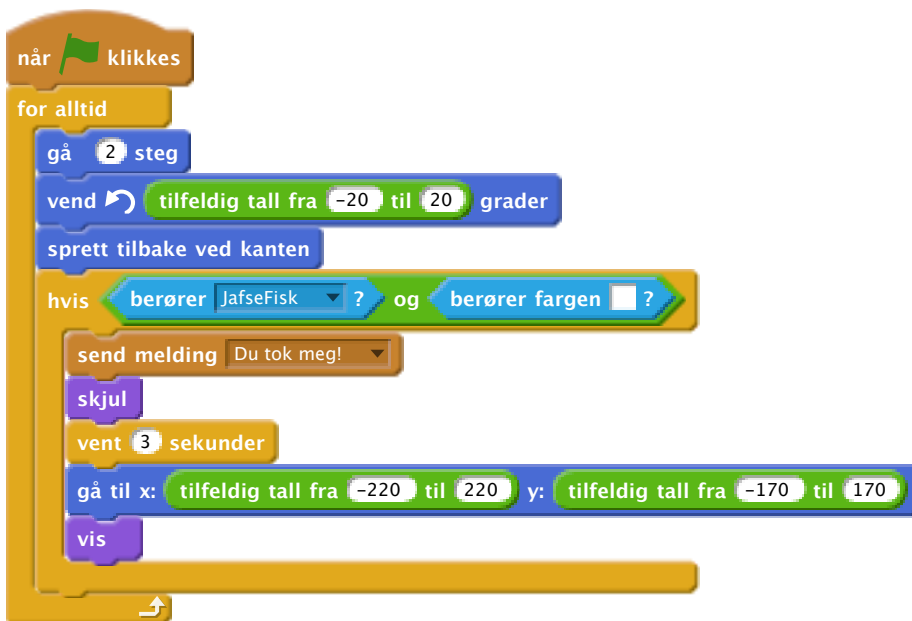 når klikkes
for alltid
gå 2 steg
vend tilfeldig tall fra -20 til 20 grader
sprett tilbake ved kanten
hvis berører JafseFisk ? og berører fargen ?
send melding Du tok meg!
skjul
vent 3 sekunder
gå til x: tilfeldig tall fra -220 til 220 y: tilfeldig tall fra -170 til 170
vis